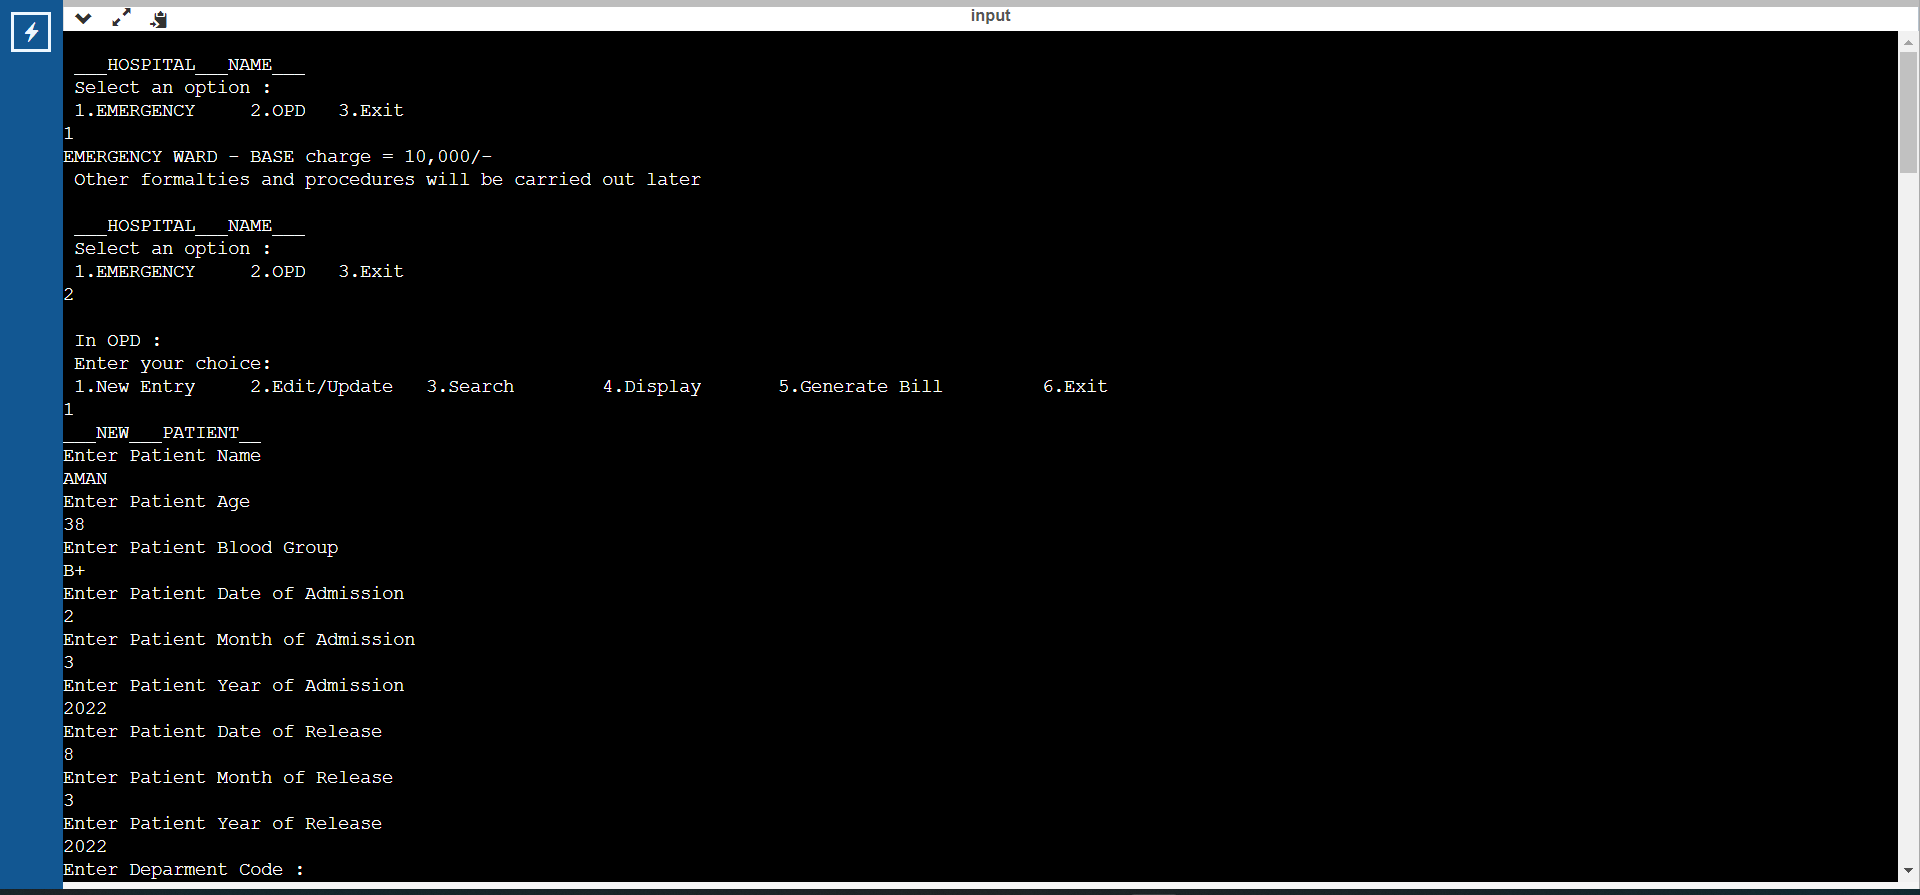 input
___HOSPITAL___NAME___
Select an option :
1.EMERGENCY     2.OPD   3.Exit
1
EMERGENCY WARD - BASE charge = 10,000/-
Other formalties and procedures will be carried out later
___HOSPITAL___NAME___
Select an option :
1.EMERGENCY     2.OPD   3.Exit
2
In OPD :
Enter your choice:
1.New Entry     2.Edit/Update   3.Search        4.Display       5.Generate Bill         6.Exit
1
___NEW___PATIENT__
Enter Patient Name
AMAN
Enter Patient Age
38
Enter Patient Blood Group
B+
Enter Patient Date of Admission
2
Enter Patient Month of Admission
3
Enter Patient Year of Admission
2022
Enter Patient Date of Release
8
Enter Patient Month of Release
3
Enter Patient Year of Release
2022
Enter Deparment Code :